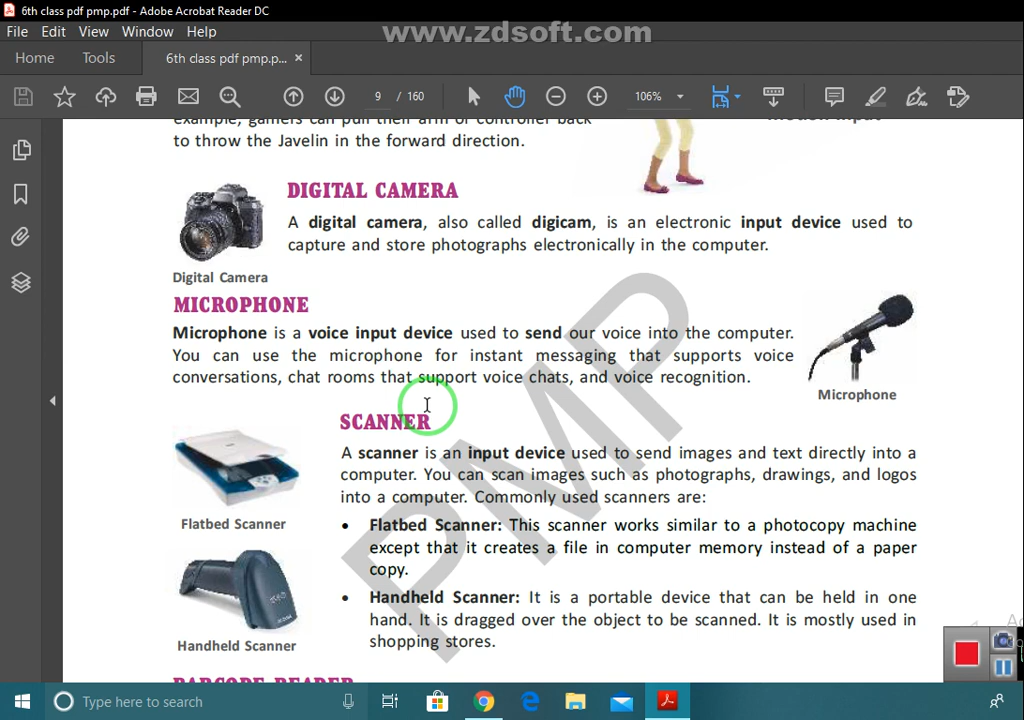 6th class pdf pmp.pdf - Adobe Acrobat Reader DC
File Edit View Window Help
www.zdsoft.com
Home Tools 6th class pdf pmp.p... ×
9 / 160 106%
to throw the Javelin in the forward direction.
DIGITAL CAMERA
A digital camera, also called digicam, is an electronic input device used to
capture and store photographs electronically in the computer.
Digital Camera
MICROPHONE
Microphone is a voice input device used to send our voice into the computer.
You can use the microphone for instant messaging that supports voice
conversations, chat rooms that support voice chats, and voice recognition.
Microphone
SCANNER
A scanner is an input device used to send images and text directly into a
computer. You can scan images such as photographs, drawings, and logos
into a computer. Commonly used scanners are:
Flatbed Scanner
• Flatbed Scanner: This scanner works similar to a photocopy machine
except that it creates a file in computer memory instead of a paper
copy.
• Handheld Scanner: It is a portable device that can be held in one
hand. It is dragged over the object to be scanned. It is mostly used in
shopping stores.
Handheld Scanner
PMP
BARCODE READER
Type here to search